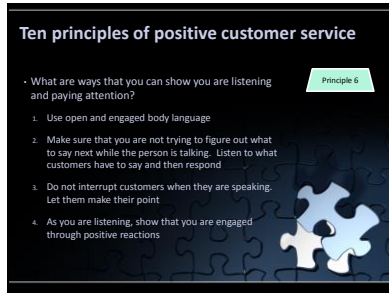 Ten principles of positive customer service
• What are ways that you can show you are listening
and paying attention?
Principle 6
1. Use open and engaged body language
2. Make sure that you are not trying to figure out what
to say next while the person is talking. Listen to what
customers have to say and then respond
3. Do not interrupt customers when they are speaking.
Let them make their point
4. As you are listening, show that you are engaged
through positive reactions